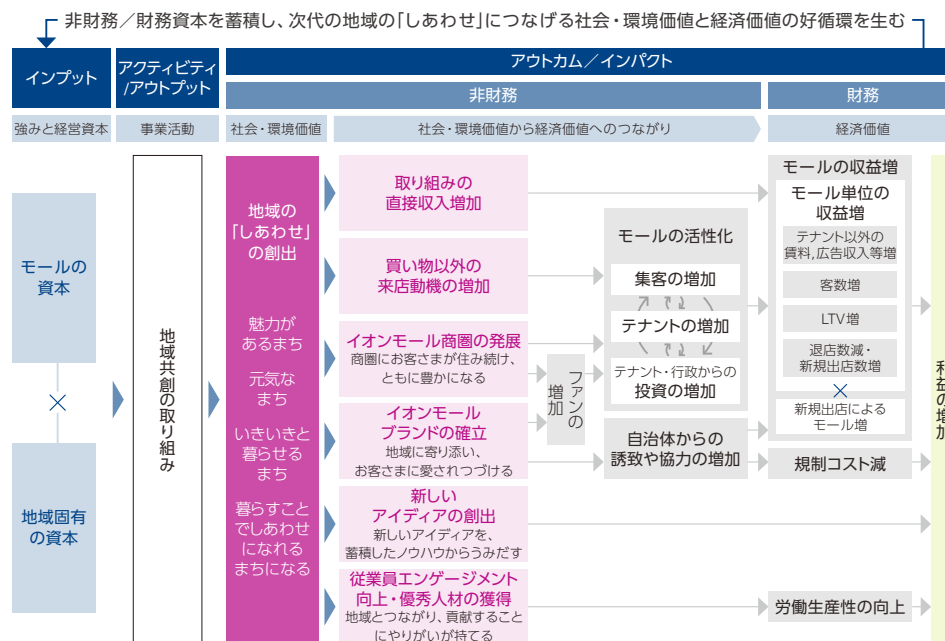 非財務／財務資本を蓄積し、次代の地域の「しあわせ」につなげる社会・環境価値と経済価値の好循環を生む
インプット
アクティビティ
/アウトプット
アウトカム／インパクト
非財務
財務
強みと経営資本
事業活動
社会・環境価値
社会・環境価値から経済価値へのつながり
経済価値
モールの
資本
×
地域固有
の資本
地域共創の取り組み
地域の
「しあわせ」
の創出
魅力が
あるまち
元気な
まち
いきいきと
暮らせる
まち
暮らすこと
でしあわせ
になれる
まちになる
取り組みの
直接収入増加
買い物以外の
来店動機の増加
イオンモール商圏の発展
商圏にお客さまが住み続け、
ともに豊かになる
イオンモール
ブランドの確立
地域に寄り添い、
お客さまに愛されつづける
新しい
アイディアの創出
新しいアイディアを、
蓄積したノウハウからうみだす
従業員エンゲージメント
向上・優秀人材の獲得
地域とつながり、貢献すること
にやりがいが持てる
ファンの
増加
モールの活性化
集客の増加
テナントの増加
テナント・行政からの
投資の増加
自治体からの
誘致や協力の増加
モールの収益増
モール単位の
収益増
テナント以外の
賃料,広告収入等増
客数増
LTV増
退店数減・
新規出店数増
×
新規出店による
モール増
規制コスト減
労働生産性の向上
利益の増加